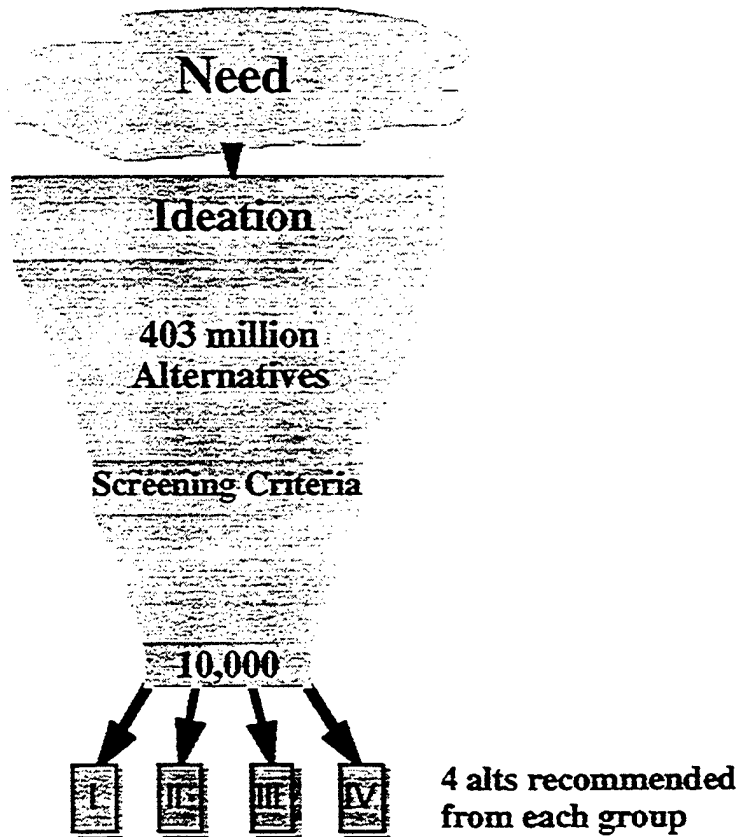 Need
Ideation
403 million
Alternatives
Screening Criteria
10,000
I
II
III
IV
4 alts recommended
from each group